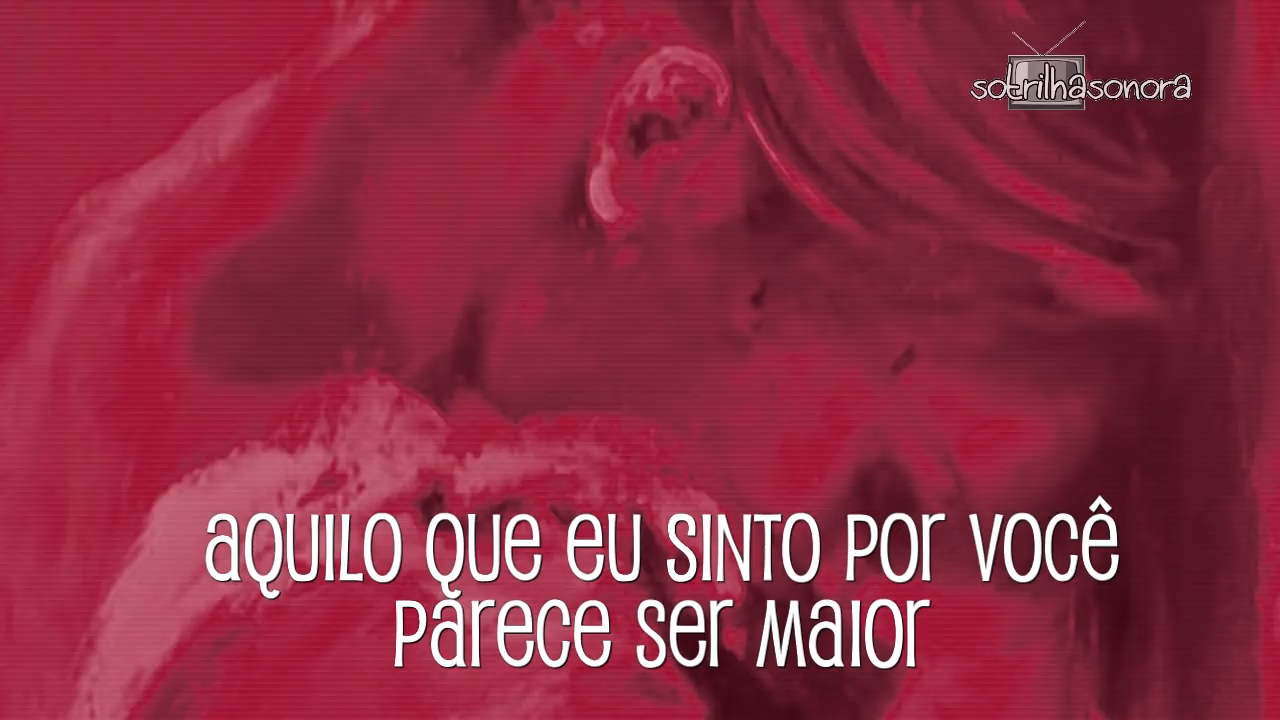 sotrilhasonora
aquilo que eu sinto por você
parece ser maior